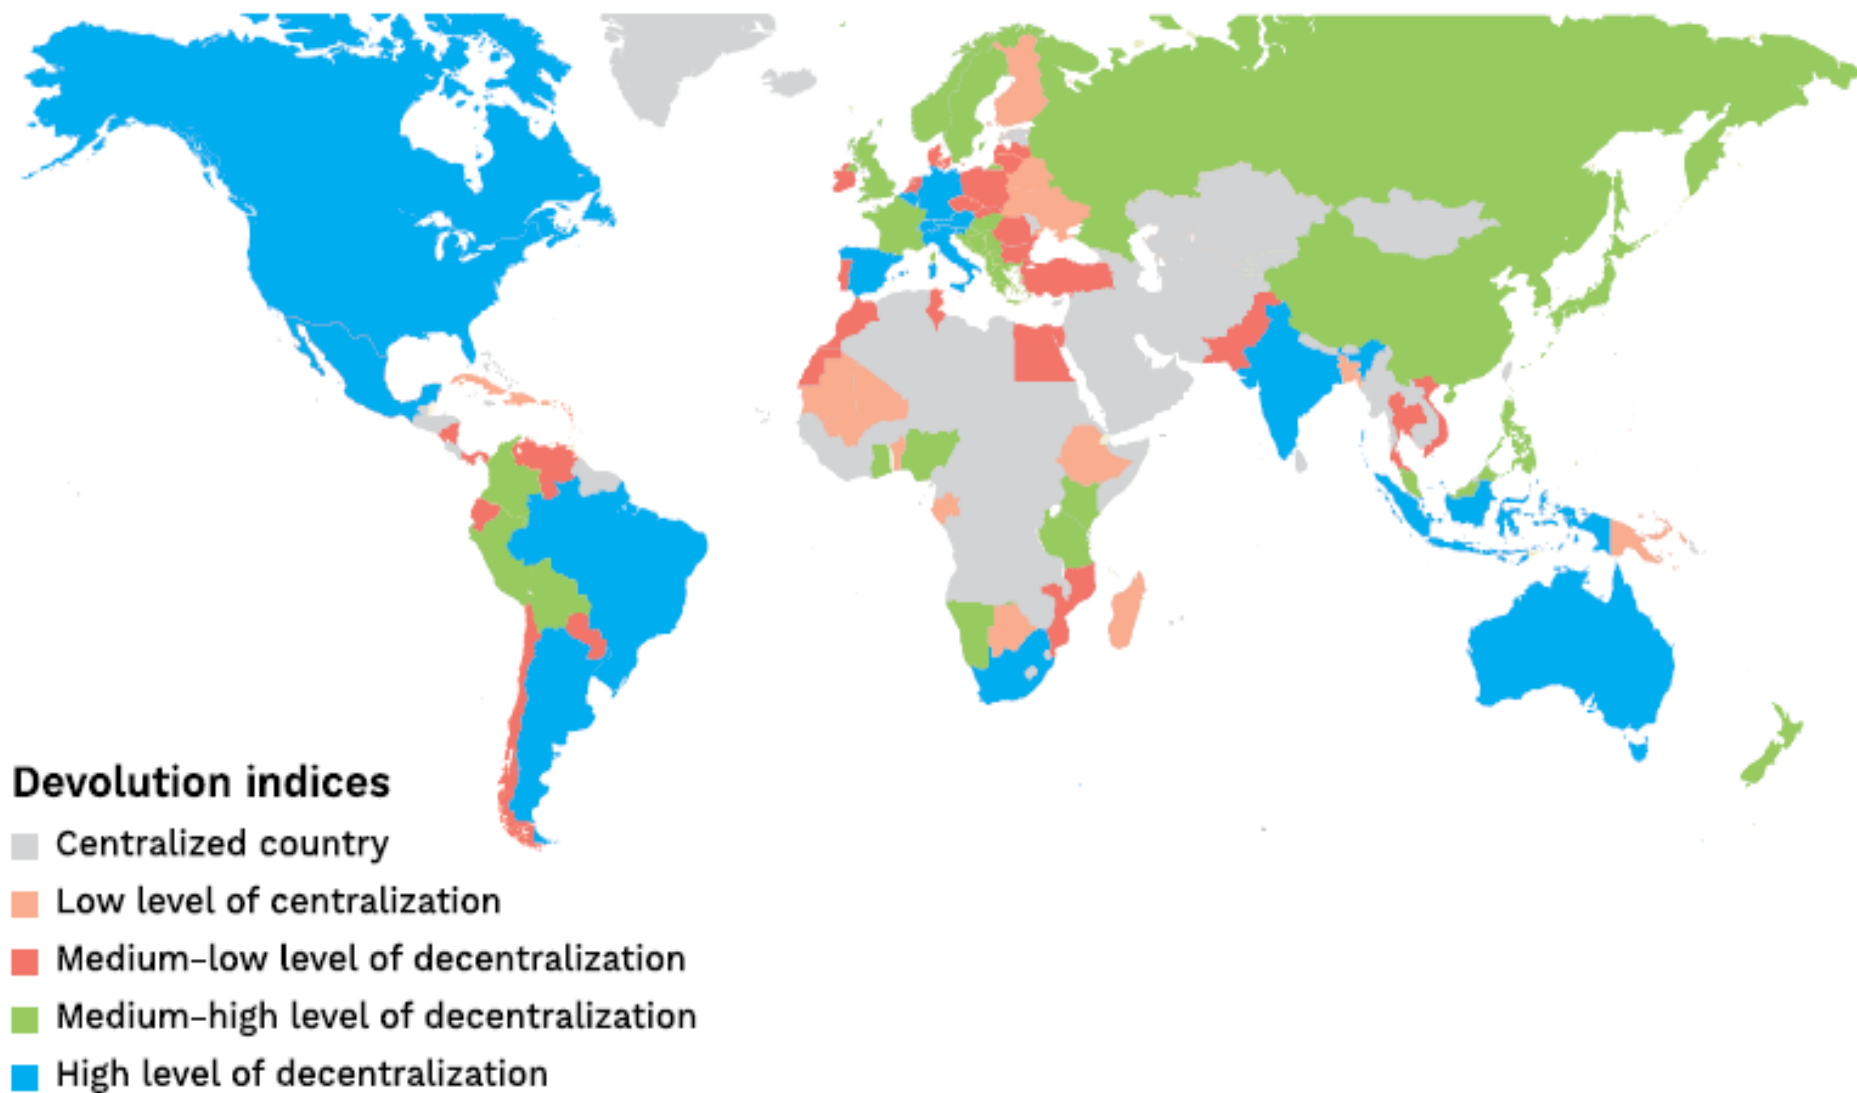 Devolution indices
Centralized country
Low level of centralization
Medium–low level of decentralization
Medium–high level of decentralization
High level of decentralization